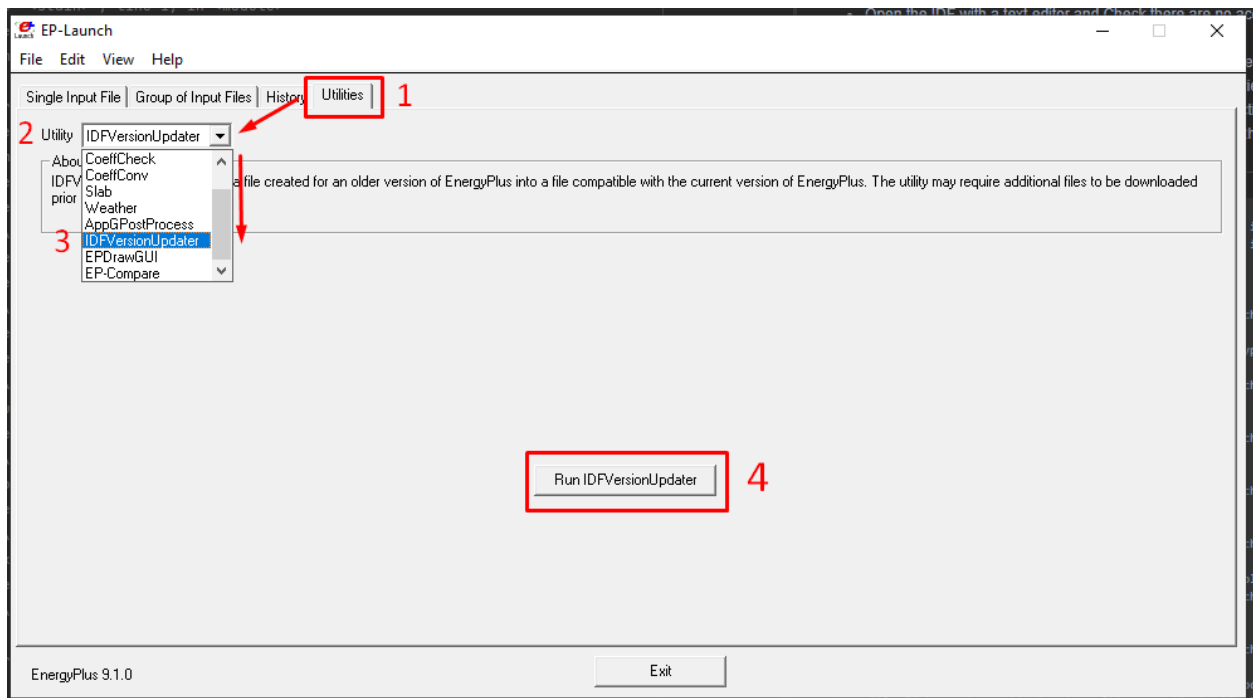 Open the IDF with a text editor and Check there are no ac
EP-Launch
File Edit View Help
Single Input File Group of Input Files History Utilities 1
2 Utility IDFVersionUpdater
Abou
CoeffCheck
CoeffConv
IDFV a file created for an older version of EnergyPlus into a file compatible with the current version of EnergyPlus. The utility may require additional files to be downloaded
prior
Slab
Weather
AppGPostProcess
3 IDFVersionUpdater
EPDrawGUI
EP-Compare
Run IDFVersionUpdater 4
EnergyPlus 9.1.0
Exit